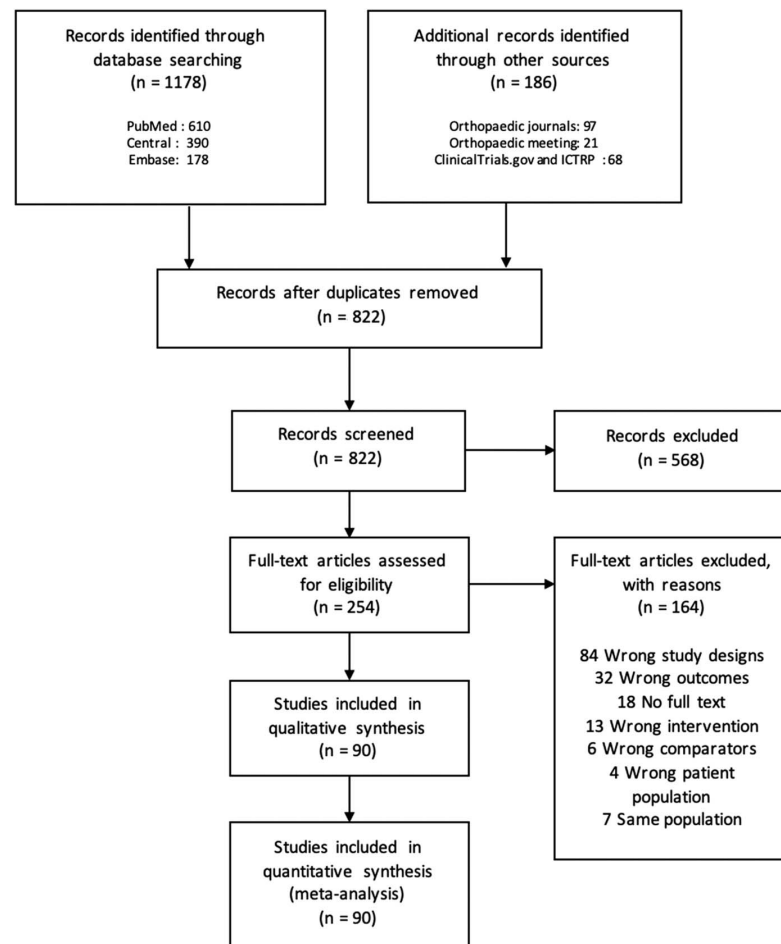 Records identified through
database searching
(n = 1178)
PubMed : 610
Central : 390
Embase: 178
Additional records identified
through other sources
(n = 186)
Orthopaedic journals: 97
Orthopaedic meeting: 21
ClinicalTrials.gov and ICTRP : 68
Records after duplicates removed
(n = 822)
Records screened
(n = 822)
Records excluded
(n = 568)
Full-text articles assessed
for eligibility
(n = 254)
Full-text articles excluded,
with reasons
(n = 164)
84 Wrong study designs
32 Wrong outcomes
18 No full text
13 Wrong intervention
6 Wrong comparators
4 Wrong patient
population
7 Same population
Studies included in
qualitative synthesis
(n = 90)
Studies included in
quantitative synthesis
(meta-analysis)
(n = 90)